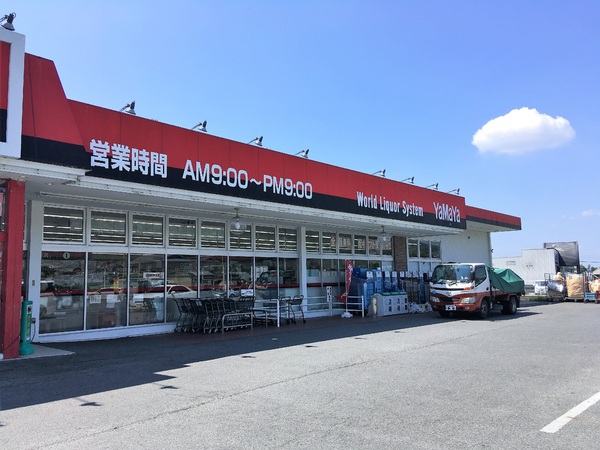 営業時間 AM9:00~PM9:00
World Liquor System YaMaYa